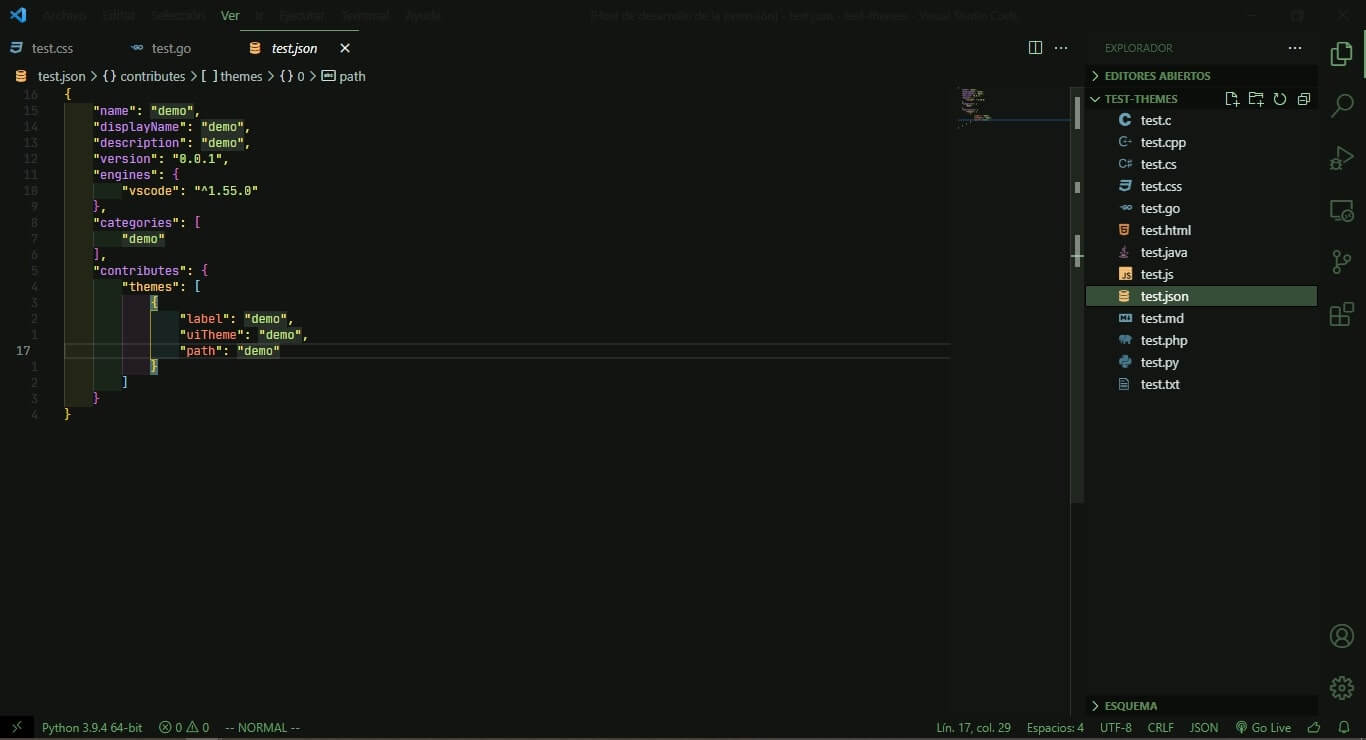 Archivo Editar Selección Ver Ir Ejecutar Terminal Ayuda [Host de desarrollo de la extensión] - test.json - test-themes - Visual Studio Code
test.css test.go test.json
test.json > {} contributes > [ ] themes > {} 0 > path
16 {
15 "name": "demo",
14 "displayName": "demo",
13 "description": "demo",
12 "version": "0.0.1",
11 "engines": {
10 "vscode": "^1.55.0"
9 },
8 "categories": [
7 "demo"
6 ],
5 "contributes": {
4 "themes": [
3 {
2 "label": "demo",
1 "uiTheme": "demo",
17 "path": "demo"
1 }
2 ]
3 }
4 }
EXPLORADOR
EDITORES ABIERTOS
TEST-THEMES
test.c
test.cpp
test.cs
test.css
test.go
test.html
test.java
test.js
test.json
test.md
test.php
test.py
test.txt
ESQUEMA
Python 3.9.4 64-bit 0 0 -- NORMAL -- Lín. 17, col. 29 Espacios: 4 UTF-8 CRLF JSON Go Live